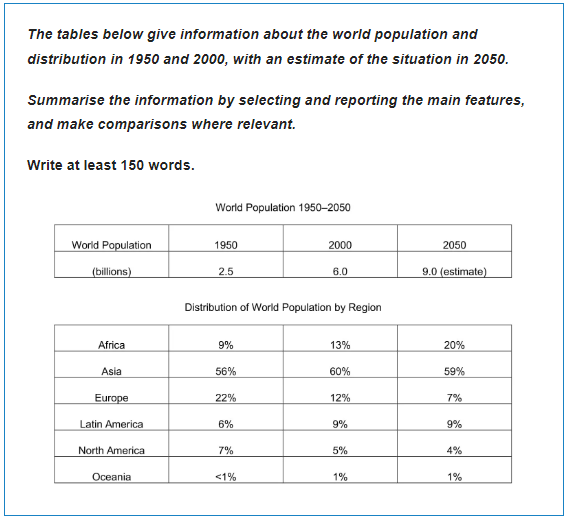 The tables below give information about the world population and
distribution in 1950 and 2000, with an estimate of the situation in 2050.
Summarise the information by selecting and reporting the main features,
and make comparisons where relevant.
Write at least 150 words.
World Population 1950–2050
World Population 1950 2000 2050
(billions) 2.5 6.0 9.0 (estimate)
Distribution of World Population by Region
Africa 9% 13% 20%
Asia 56% 60% 59%
Europe 22% 12% 7%
Latin America 6% 9% 9%
North America 7% 5% 4%
Oceania <1% 1% 1%